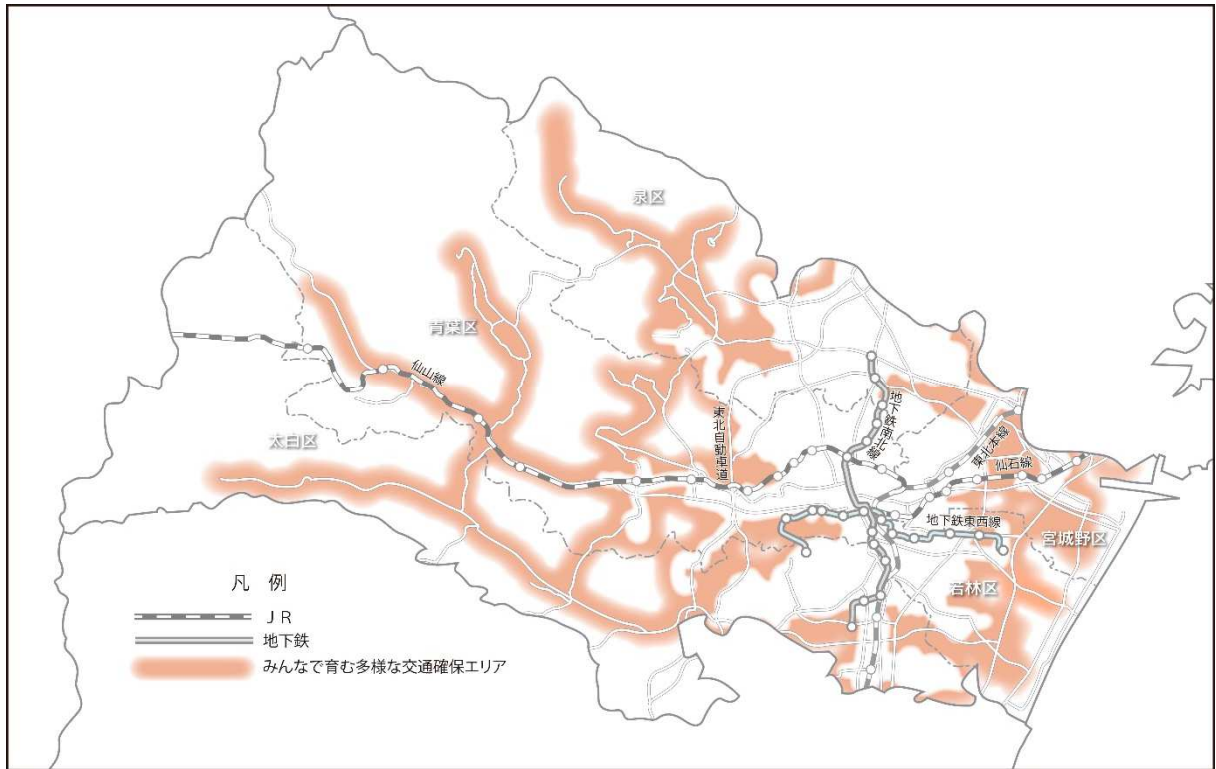 泉区
青葉区
仙山線
太白区
東北自動車道
地下鉄南北線
東北本線
仙石線
地下鉄東西線
宮城野区
若林区
凡 例
JR
地下鉄
みんなで育む多様な交通確保エリア